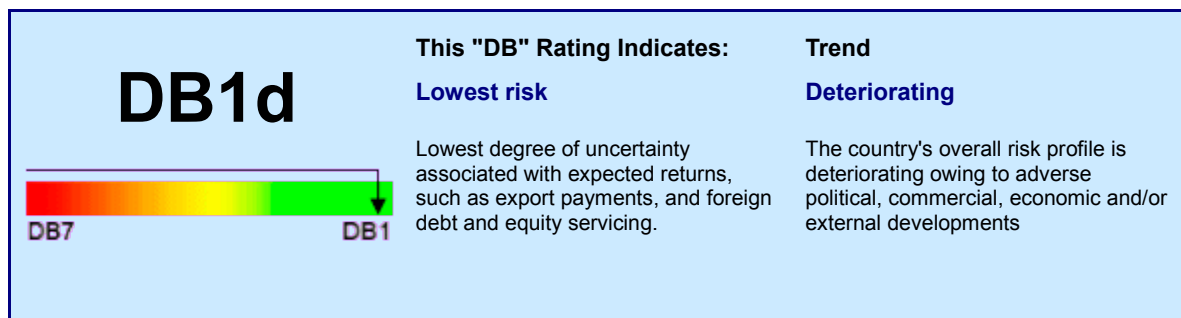 DB1d
DB7
DB1
This "DB" Rating Indicates:
Lowest risk
Lowest degree of uncertainty
associated with expected returns,
such as export payments, and foreign
debt and equity servicing.
Trend
Deteriorating
The country's overall risk profile is
deteriorating owing to adverse
political, commercial, economic and/or
external developments